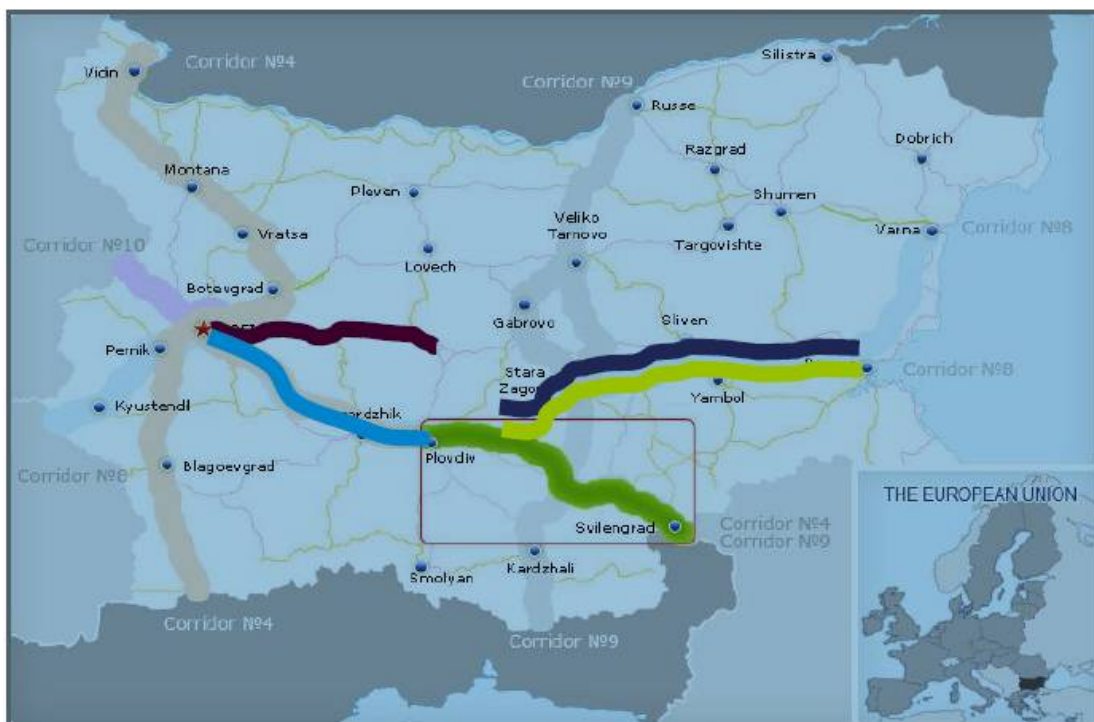 Silistra
Corridor №4
Vidin
Corridor №9
Russe
Dobrich
Razgrad
Montana
Pleven
Shumen
Veliko
Tarnovo
Varna
Corridor №8
Vratsa
Targovishte
Corridor №10
Lovech
Botevgrad
Gabrovo
Sliven
Pernik
Stara
Corridor №8
Yambol
Kyustendl
Plovdiv
Blagoevgrad
Corridor №8
THE EUROPEAN UNION
Svilengrad
Corridor №4
Corridor №9
Kardzhali
Smolyan
Corridor №4
Corridor №9